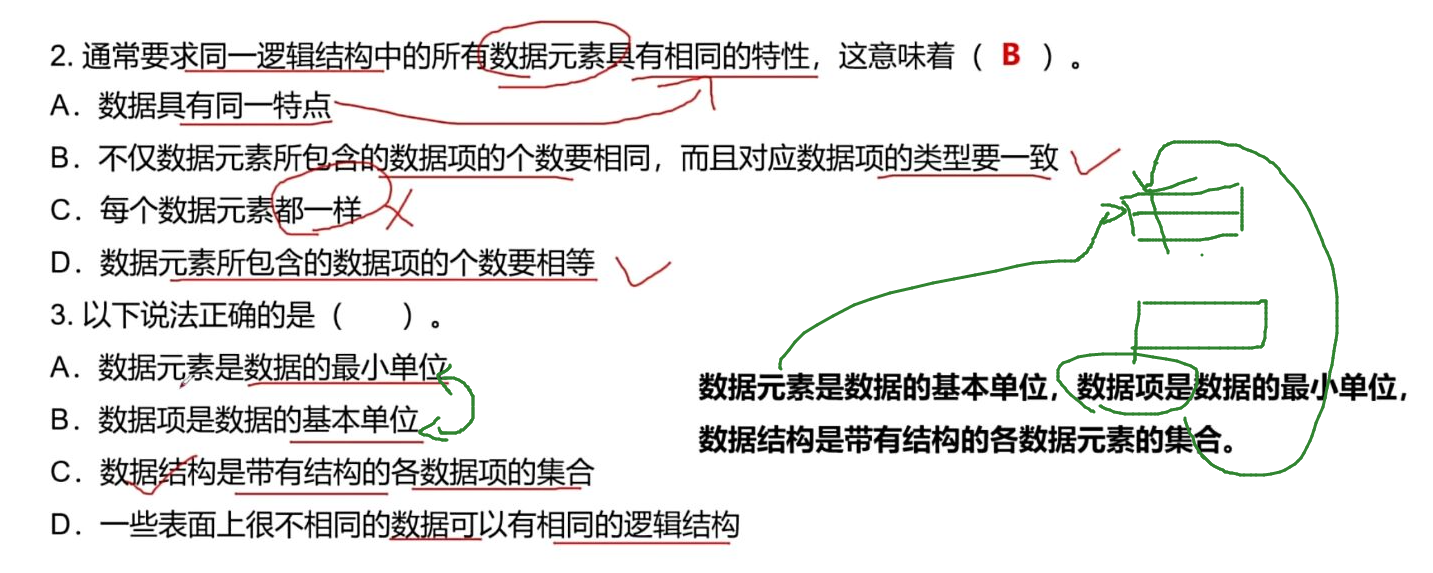 2. 通常要求同一逻辑结构中的所有数据元素具有相同的特性，这意味着（ B ）。
A．数据具有同一特点
B．不仅数据元素所包含的数据项的个数要相同，而且对应数据项的类型要一致
C．每个数据元素都一样
D．数据元素所包含的数据项的个数要相等
3. 以下说法正确的是（　　）。
A．数据元素是数据的最小单位
B．数据项是数据的基本单位
C．数据结构是带有结构的各数据项的集合
D．一些表面上很不相同的数据可以有相同的逻辑结构
数据元素是数据的基本单位，数据项是数据的最小单位，
数据结构是带有结构的各数据元素的集合。